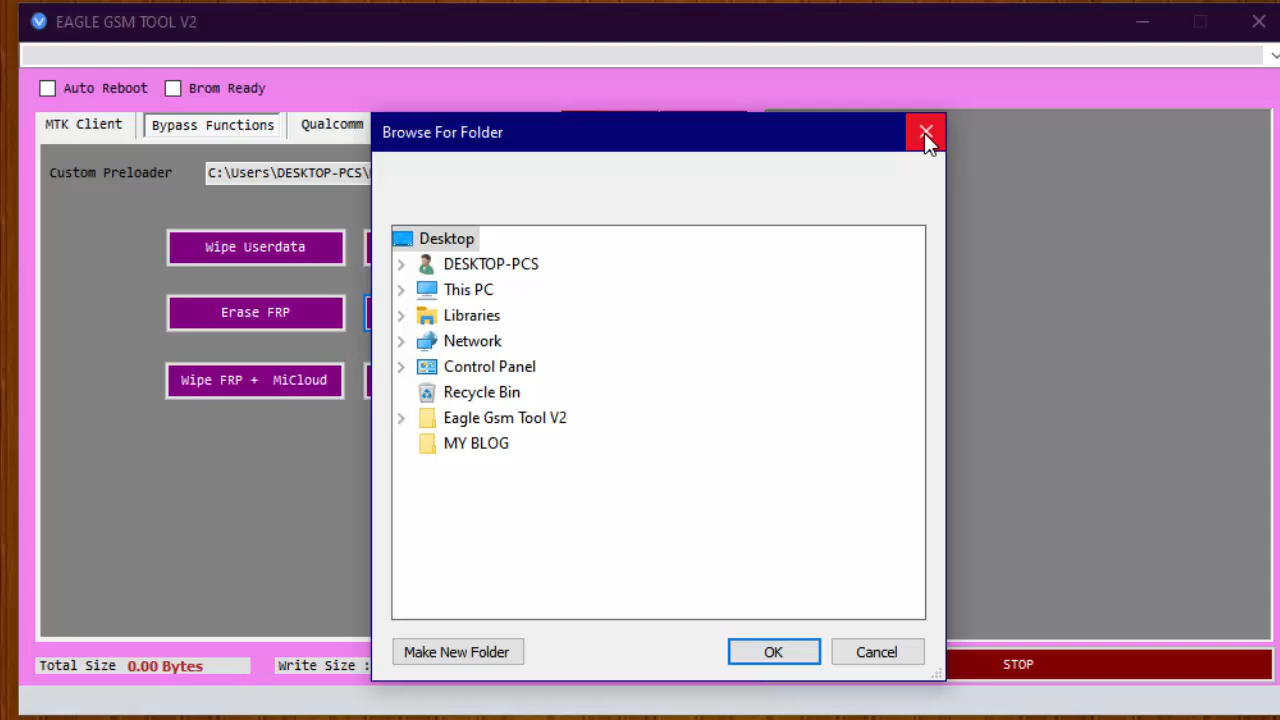 EAGLE GSM TOOL V2
Auto Reboot
Brom Ready
MTK Client
Bypass Functions
Qualcomm
Custom Preloader
C:\Users\DESKTOP-PCS\
Wipe Userdata
Erase FRP
Wipe FRP + MiCloud
Browse For Folder
Desktop
DESKTOP-PCS
This PC
Libraries
Network
Control Panel
Recycle Bin
Eagle Gsm Tool V2
MY BLOG
Make New Folder
OK
Cancel
Total Size 0.00 Bytes
Write Size :
STOP